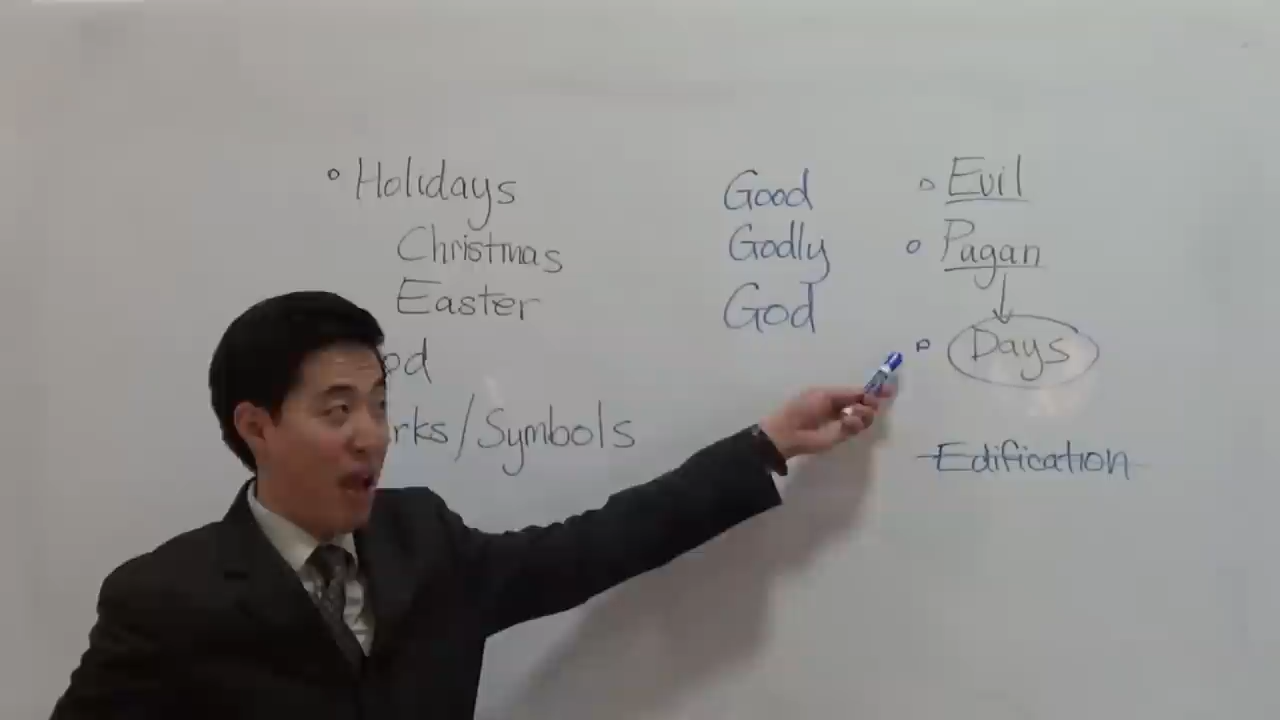 Holidays
Christmas
Easter
/Symbols
Good
Godly
God
Evil
Pagan
Days
Edification